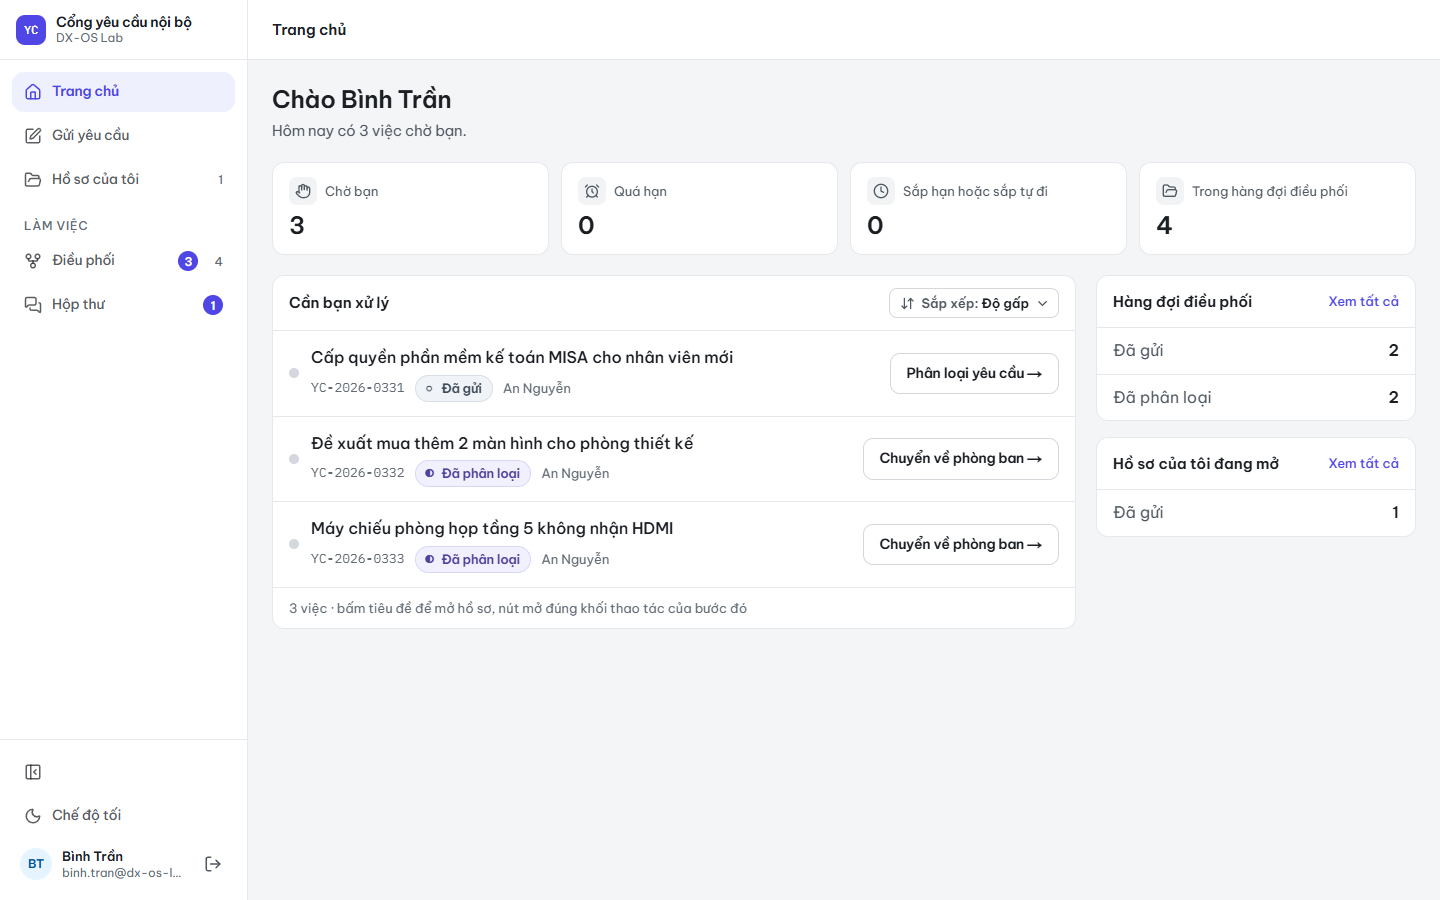 YC
Cổng yêu cầu nội bộ
DX-OS Lab
Trang chủ
Gửi yêu cầu
Hồ sơ của tôi 1
LÀM VIỆC
Điều phối 3 4
Hộp thư 1
Chế độ tối
BT
Bình Trần
binh.tran@dx-os-l...
Trang chủ
Chào Bình Trần
Hôm nay có 3 việc chờ bạn.
Chờ bạn
3
Quá hạn
0
Sắp hạn hoặc sắp tự đi
0
Trong hàng đợi điều phối
4
Cần bạn xử lý
Sắp xếp: Độ gấp
Cấp quyền phần mềm kế toán MISA cho nhân viên mới
YC-2026-0331 Đã gửi An Nguyễn
Phân loại yêu cầu →
Đề xuất mua thêm 2 màn hình cho phòng thiết kế
YC-2026-0332 Đã phân loại An Nguyễn
Chuyển về phòng ban →
Máy chiếu phòng họp tầng 5 không nhận HDMI
YC-2026-0333 Đã phân loại An Nguyễn
Chuyển về phòng ban →
3 việc · bấm tiêu đề để mở hồ sơ, nút mở đúng khối thao tác của bước đó
Hàng đợi điều phối Xem tất cả
Đã gửi 2
Đã phân loại 2
Hồ sơ của tôi đang mở Xem tất cả
Đã gửi 1